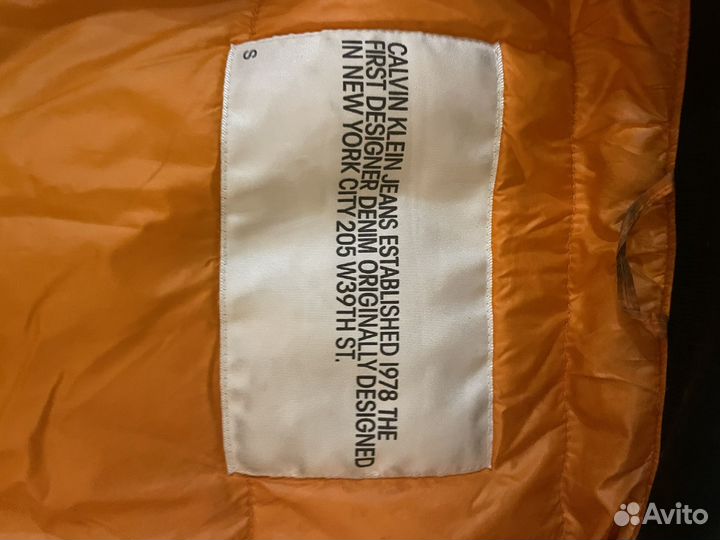 CALVIN KLEIN JEANS ESTABLISHED 1978 THE
FIRST DESIGNER DENIM ORIGINALLY DESIGNED
IN NEW YORK CITY 205 W39TH ST.
S
Avito